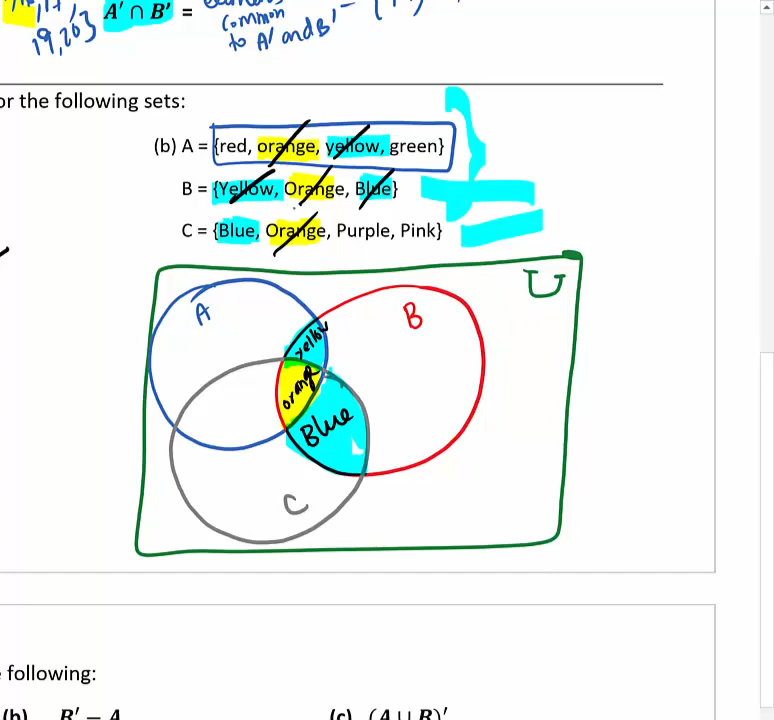 19,20} A' ∩ B' =
common
to A' and B'
or the following sets:
(b) A = {red, orange, yellow, green}
B = {Yellow, Orange, Blue}
C = {Blue, Orange, Purple, Pink}
U
A
B
yellow
orange
Blue
C
following:
(b) B' − A (c) (A ∪ B)'